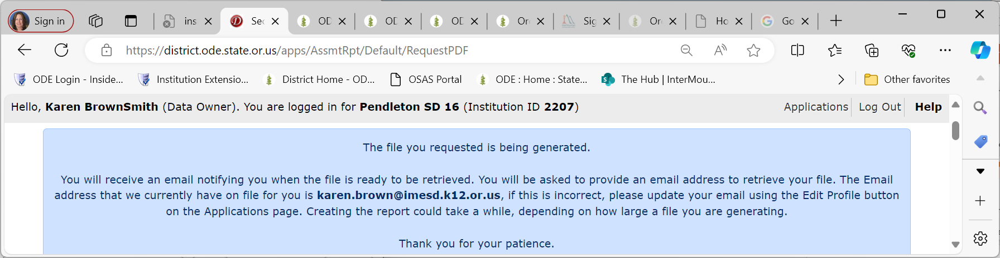 Sign in
ins
Sec
OD
OD
OD
Or
Sig
Or
Ho
Go
https://district.ode.state.or.us/apps/AssmtRpt/Default/RequestPDF
ODE Login - Inside...
Institution Extensio...
District Home - OD...
OSAS Portal
ODE : Home : State...
The Hub | InterMou...
Other favorites
Hello, Karen BrownSmith (Data Owner). You are logged in for Pendleton SD 16 (Institution ID 2207)
Applications
Log Out
Help
The file you requested is being generated.
You will receive an email notifying you when the file is ready to be retrieved. You will be asked to provide an email address to retrieve your file. The Email
address that we currently have on file for you is karen.brown@imesd.k12.or.us, if this is incorrect, please update your email using the Edit Profile button
on the Applications page. Creating the report could take a while, depending on how large a file you are generating.
Thank you for your patience.